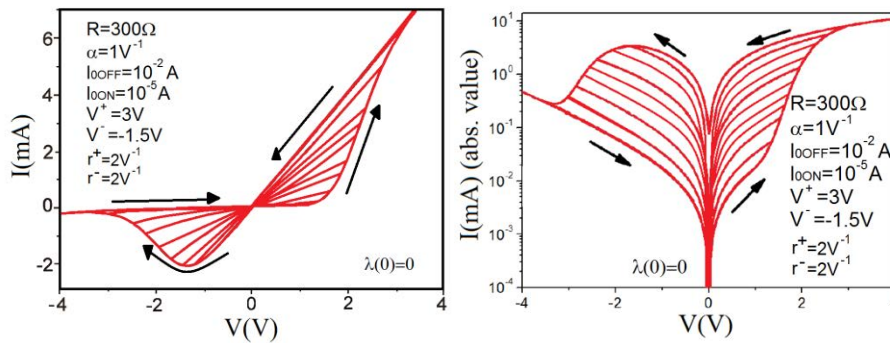 I(mA)
6
4
2
0
-2
R=300Ω
α=1V⁻¹
I₀OFF=10⁻² A
I₀ON=10⁻⁵ A
V⁺=3V
V⁻=-1.5V
r⁺=2V⁻¹
r⁻=2V⁻¹
λ(0)=0
-4 -2 0 2 4
V(V)
I(mA) (abs. value)
10¹
10⁰
10⁻¹
10⁻²
10⁻³
10⁻⁴
R=300Ω
α=1V⁻¹
I₀OFF=10⁻² A
I₀ON=10⁻⁵ A
V⁺=3V
V⁻=-1.5V
r⁺=2V⁻¹
r⁻=2V⁻¹
λ(0)=0
-4 -2 0 2
V(V)